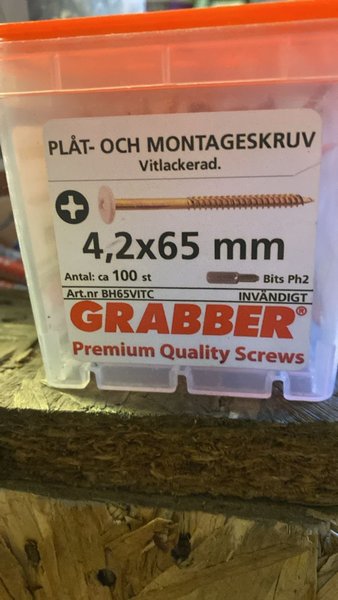 PLÅT- OCH MONTAGESKRUV
Vitlackerad.
4,2x65 mm
Antal: ca 100 st
Bits Ph2
Art.nr BH65VITC
INVÄNDIGT
GRABBER®
Premium Quality Screws